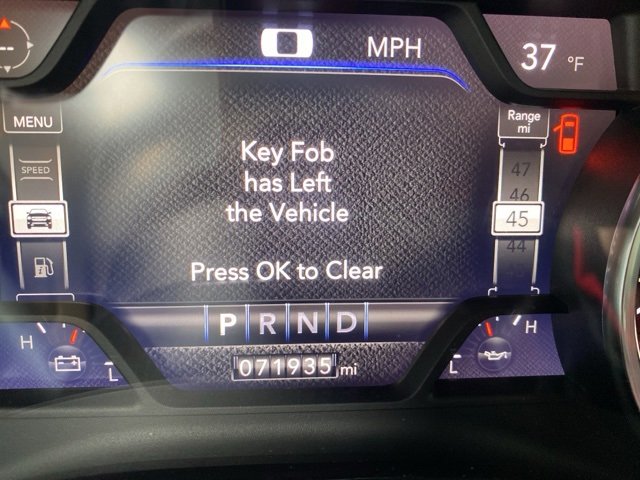 --
0 MPH
37 °F
MENU
Range
mi
SPEED
47
46
45
44
Key Fob
has Left
the Vehicle
Press OK to Clear
P R N D
H
L
071935 mi
H
L